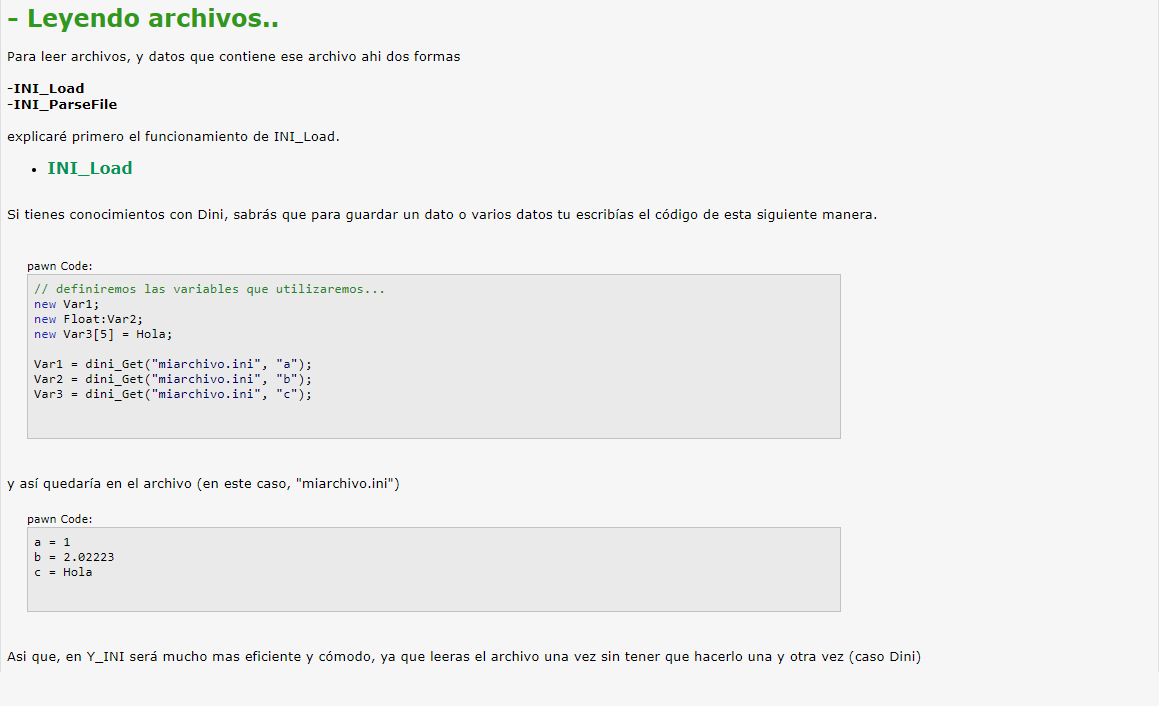 - Leyendo archivos..
Para leer archivos, y datos que contiene ese archivo ahi dos formas
-INI_Load
-INI_ParseFile
explicaré primero el funcionamiento de INI_Load.
• INI_Load
Si tienes conocimientos con Dini, sabrás que para guardar un dato o varios datos tu escribías el código de esta siguiente manera.
pawn Code:
// definiremos las variables que utilizaremos...
new Var1;
new Float:Var2;
new Var3[5] = Hola;
Var1 = dini_Get("miarchivo.ini", "a");
Var2 = dini_Get("miarchivo.ini", "b");
Var3 = dini_Get("miarchivo.ini", "c");
y así quedaría en el archivo (en este caso, "miarchivo.ini")
pawn Code:
a = 1
b = 2.02223
c = Hola
Asi que, en Y_INI será mucho mas eficiente y cómodo, ya que leeras el archivo una vez sin tener que hacerlo una y otra vez (caso Dini)